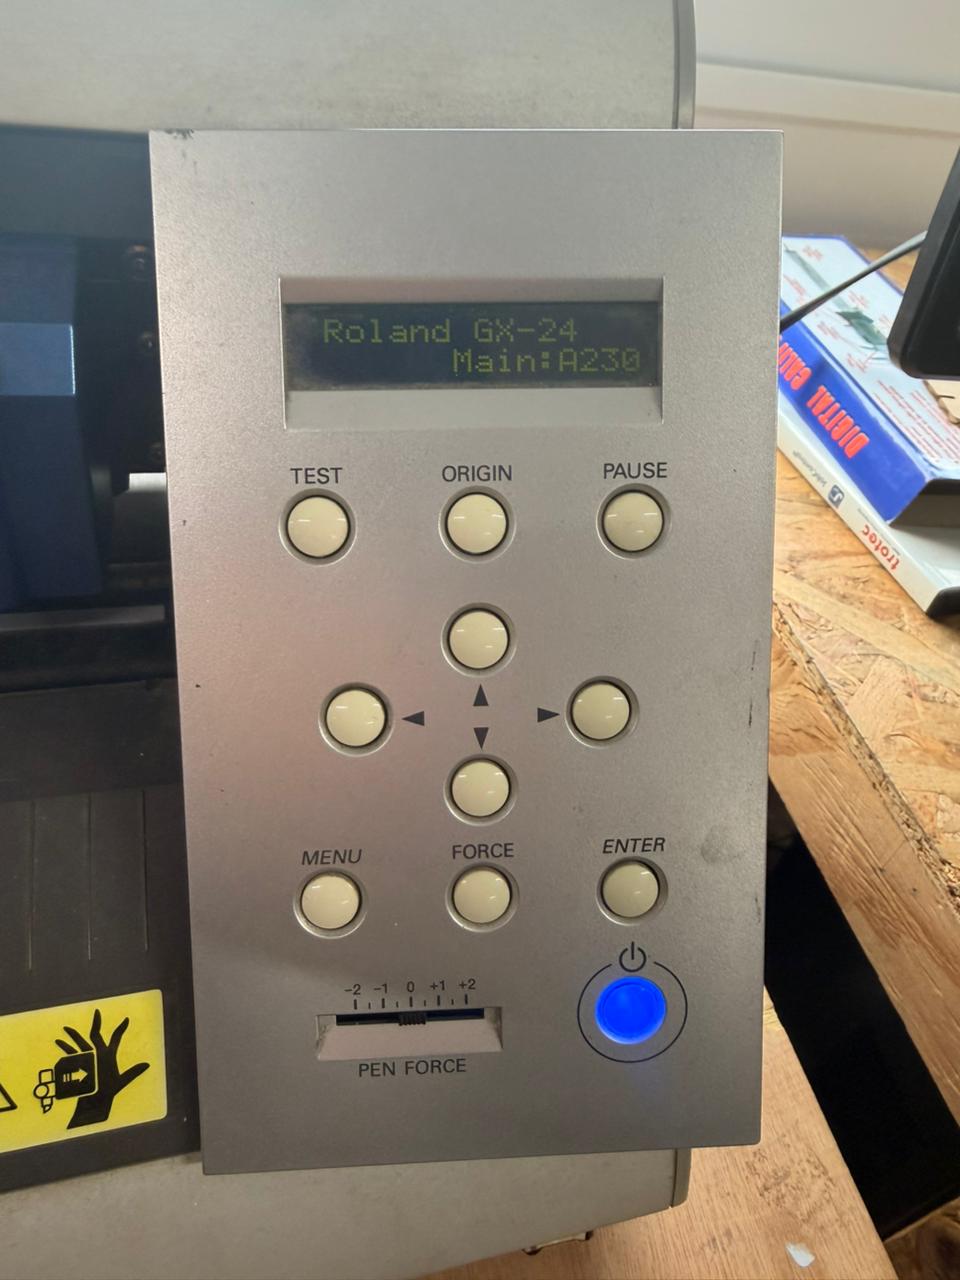 Roland GX-24
Main:A230
TEST ORIGIN PAUSE
MENU FORCE ENTER
-2 -1 0 +1 +2
PEN FORCE
DIGITAL
trotec